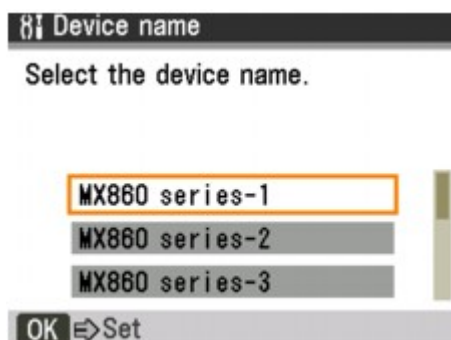 Device name
Select the device name.
MX860 series-1
MX860 series-2
MX860 series-3
OK Set